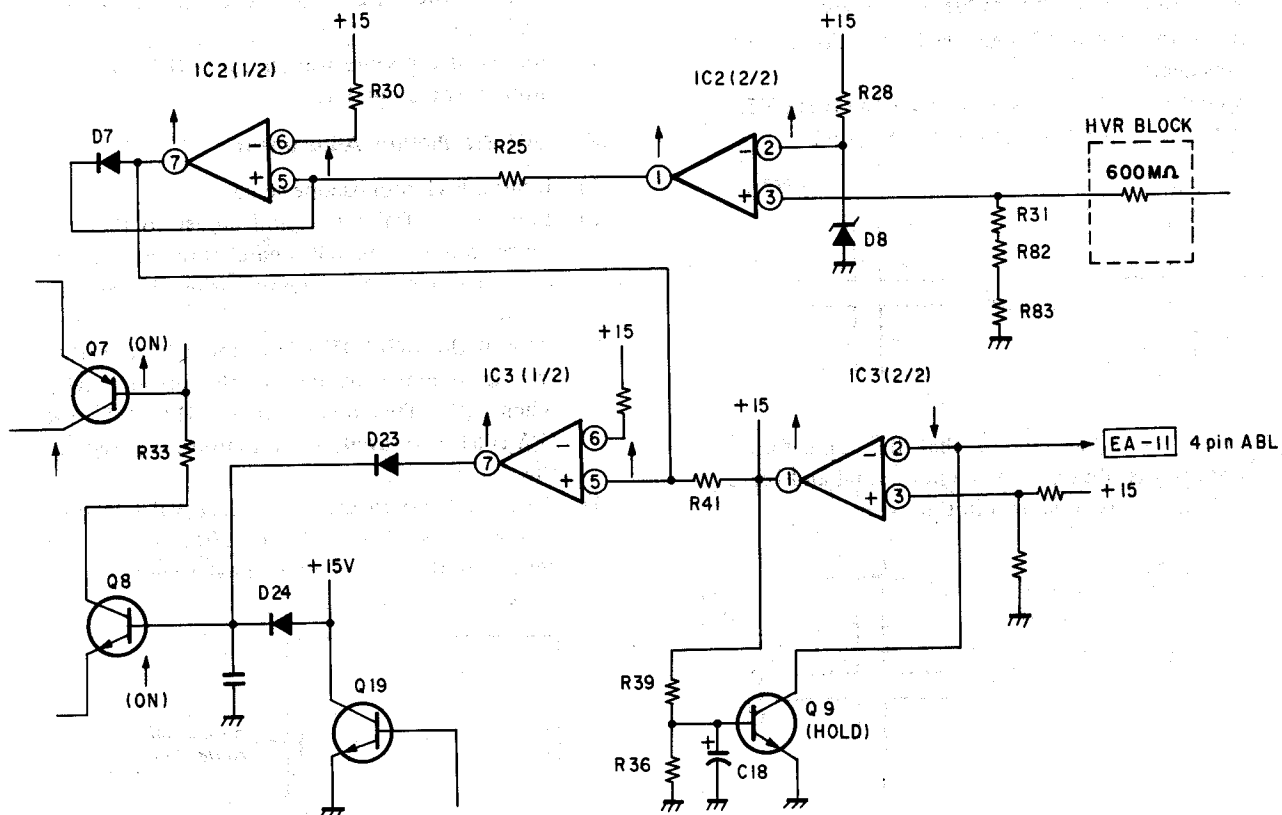 +15
+15
IC2(1/2)
IC2(2/2)
R30
R28
HVR BLOCK
D7
6
2
600MΩ
−
−
7
R25
1
+
5
+
3
R31
D8
R82
R83
+15
Q7
(ON)
IC3(1/2)
IC3(2/2)
+15
D23
6
2
EA-11 4pin ABL
R33
−
−
7
1
+
5
R41
+
3
+15
+15V
Q8
D24
R39
Q9
(HOLD)
(ON)
Q19
+
R36
C18